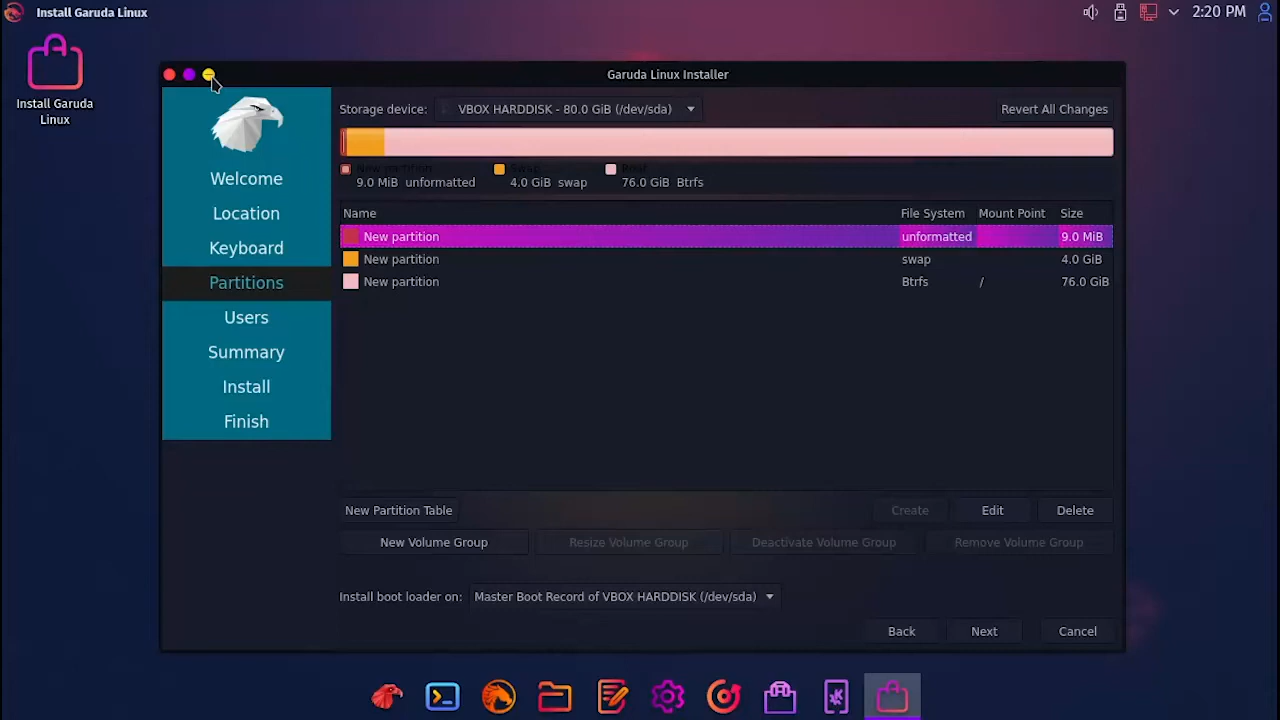 Install Garuda Linux
2:20 PM
Install Garuda
Linux
Garuda Linux Installer
Welcome
Location
Keyboard
Partitions
Users
Summary
Install
Finish
Storage device: VBOX HARDDISK - 80.0 GiB (/dev/sda)
Revert All Changes
New partition Swap Root
9.0 MiB unformatted 4.0 GiB swap 76.0 GiB Btrfs
Name File System Mount Point Size
New partition unformatted 9.0 MiB
New partition swap 4.0 GiB
New partition Btrfs / 76.0 GiB
New Partition Table Create Edit Delete
New Volume Group Resize Volume Group Deactivate Volume Group Remove Volume Group
Install boot loader on: Master Boot Record of VBOX HARDDISK (/dev/sda)
Back Next Cancel